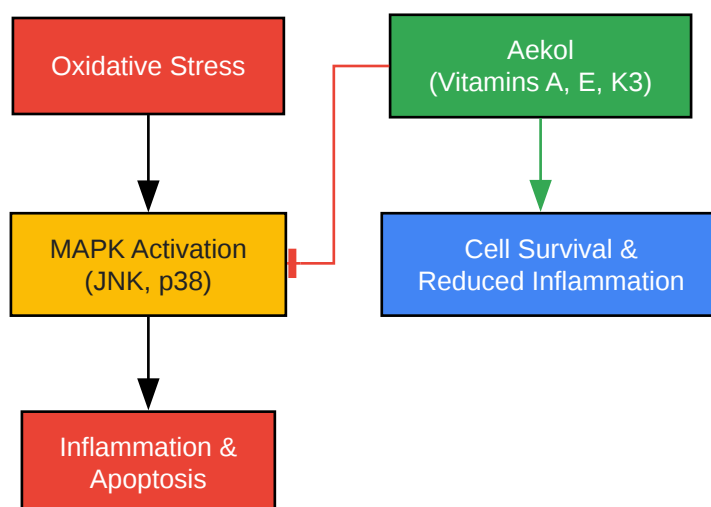 Oxidative Stress
Aekol
(Vitamins A, E, K3)
MAPK Activation
(JNK, p38)
Cell Survival &
Reduced Inflammation
Inflammation &
Apoptosis